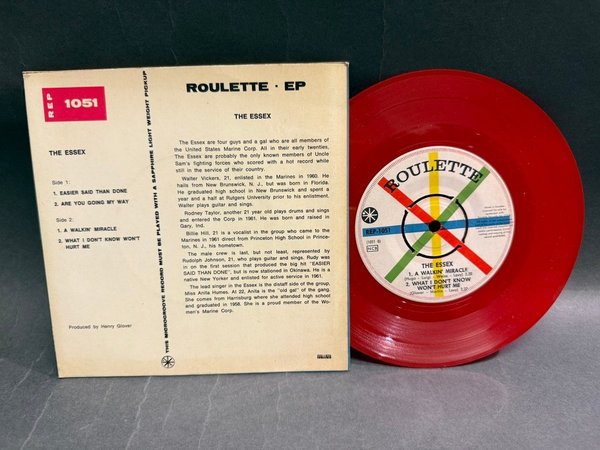 REP 1051
THE ESSEX
Side 1:
1. EASIER SAID THAN DONE
2. ARE YOU GOING MY WAY
Side 2:
1. A WALKIN' MIRACLE
2. WHAT I DON'T KNOW WON'T
HURT ME
Produced by Henry Glover
THIS MICROGROOVE RECORD MUST BE PLAYED WITH A SAPPHIRE LIGHT WEIGHT PICKUP
ROULETTE · EP
THE ESSEX
The Essex are four guys and a gal who are all members of
the United States Marine Corp. All in their early twenties,
The Essex are probably the only known members of Uncle
Sam's fighting forces who scored with a hot record while
still in the service of their country.
Walter Vickers, 21, enlisted in the Marines in 1960. He
hails from New Brunswick, N. J., but was born in Florida.
He graduated high school in New Brunswick and spent a
year and a half at Rutgers University prior to his enlistment.
Walter plays guitar and sings.
Rodney Taylor, another 21 year old plays drums and sings
and entered the Corp in 1961. He was born and raised in
Gary, Ind.
Billie Hill, 21 is a vocalist in the group who came to the
Marines in 1961 direct from Princeton High School in Prince-
ton, N. J., his hometown.
The male crew is last, but not least, represented by
Rudolph Johnson, 21, who plays guitar and sings. Rudy was
in on the first session that produced the big hit "EASIER
SAID THAN DONE", but is now stationed in Okinawa. He is a
native New Yorker and enlisted for active service in 1961.
The lead singer in the Essex is the distaff side of the group,
Miss Anita Humes. At 22, Anita is the "old gal" of the gang.
She comes from Harrisburg where she attended high school
and graduated in 1958. She is a proud member of the Wo-
men's Marine Corp.
ROULETTE
REP-1051
(1051 B)
NCB
THE ESSEX
1. A WALKIN' MIRACLE
2. WHAT I DON'T KNOW
WON'T HURT ME